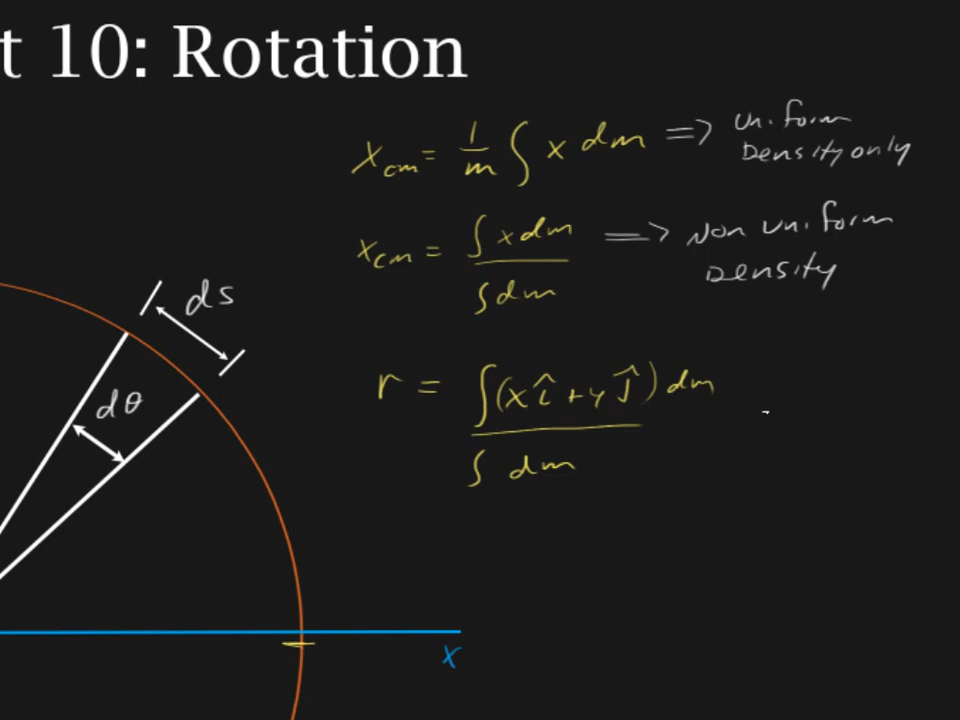 t 10: Rotation
x_cm = 1/m ∫ x dm => uniform
Density only
x_cm = ∫ x dm / ∫ dm => Non uniform
Density
r = ∫(x î + y ĵ) dm / ∫ dm
ds
dθ
x